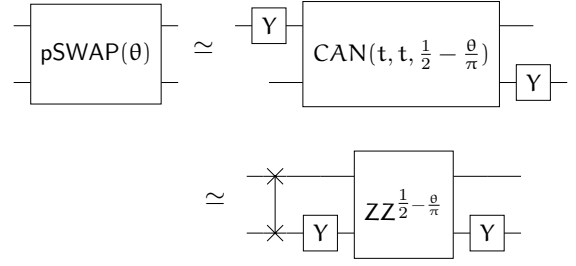 pSWAP(θ) ≃ Y CAN(t, t, 1/2 − θ/π) Y
≃ Y ZZ^{1/2 − θ/π} Y